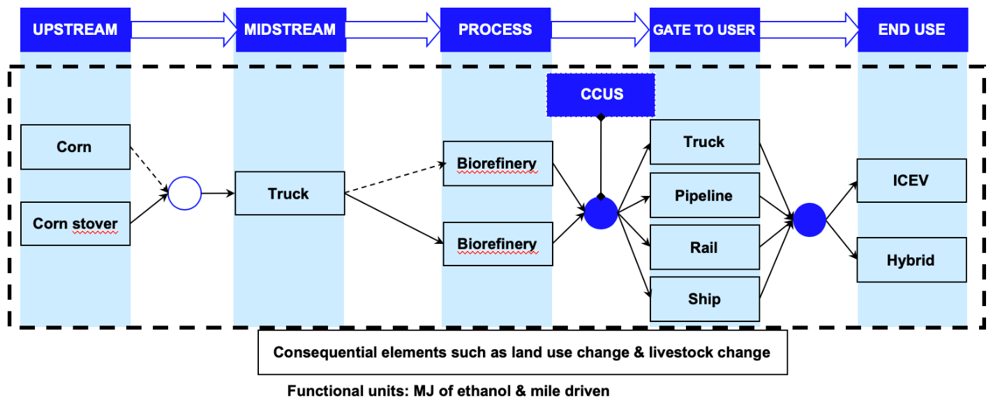 UPSTREAM
MIDSTREAM
PROCESS
GATE TO USER
END USE
CCUS
Corn
Corn stover
Truck
Biorefinery
Biorefinery
Truck
Pipeline
Rail
Ship
ICEV
Hybrid
Consequential elements such as land use change & livestock change
Functional units: MJ of ethanol & mile driven